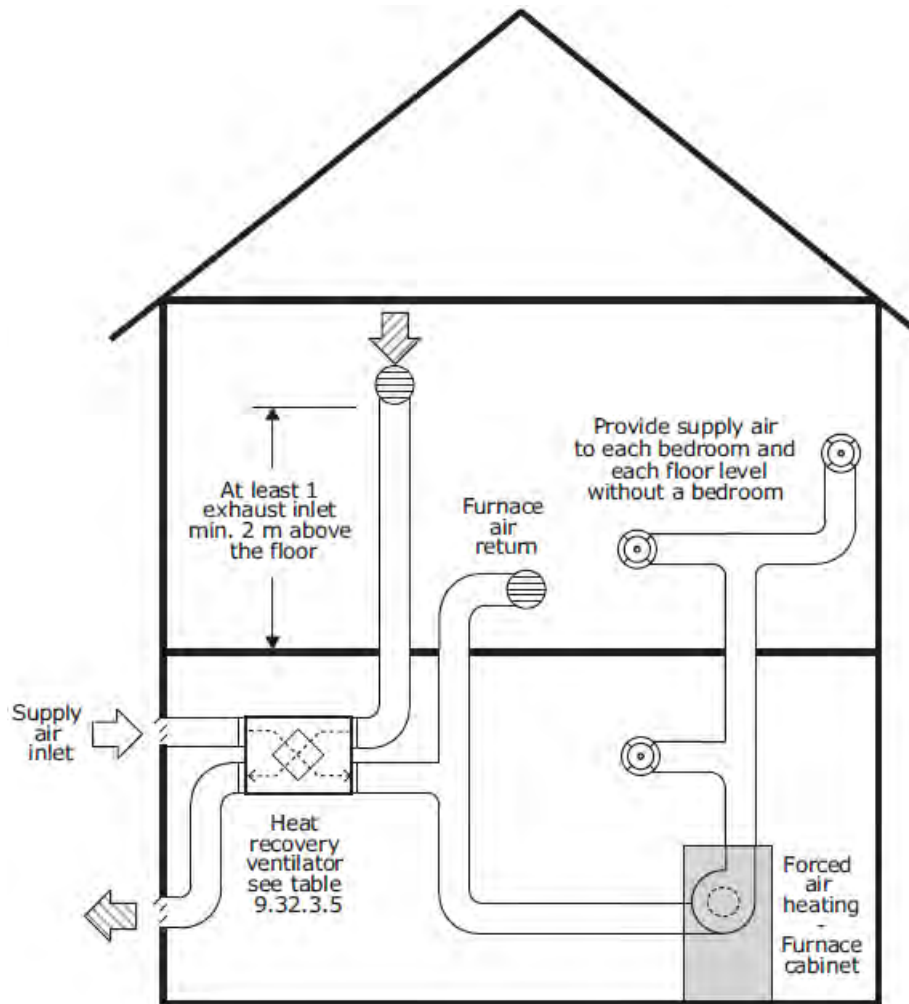 At least 1
exhaust inlet
min. 2 m above
the floor
Furnace
air
return
Provide supply air
to each bedroom and
each floor level
without a bedroom
Supply
air
inlet
Heat
recovery
ventilator
see table
9.32.3.5
Forced
air
heating
-
Furnace
cabinet